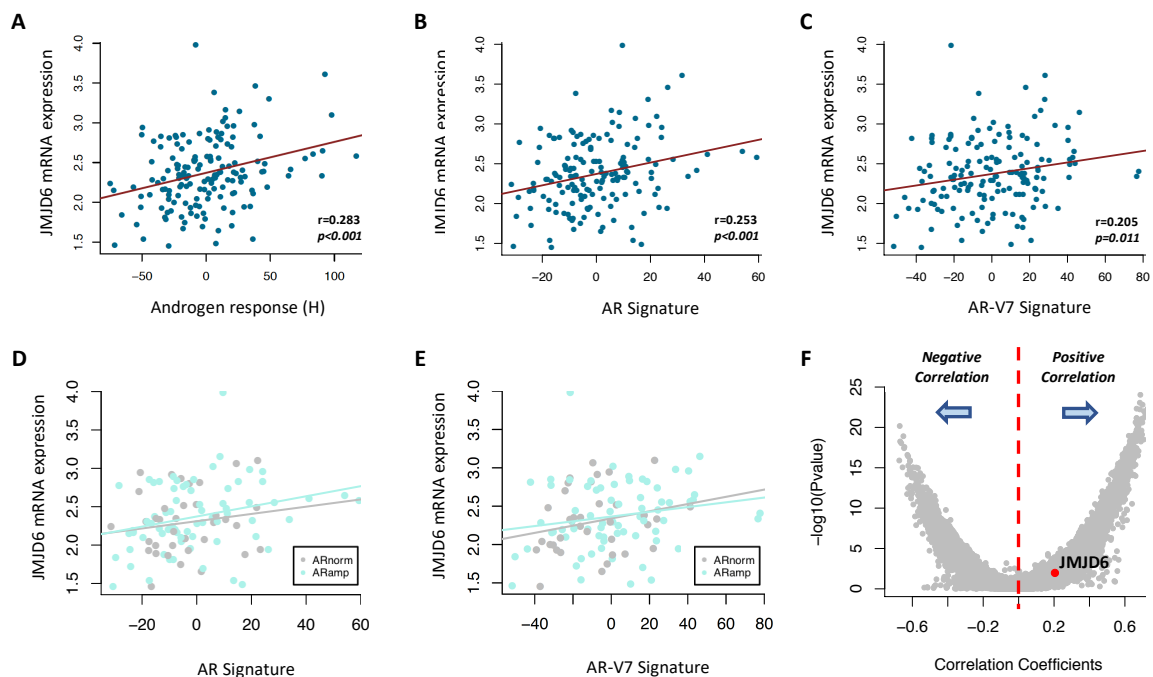 A
JMJD6 mRNA expression
4.0
3.5
3.0
2.5
2.0
1.5
r=0.283
p<0.001
−50 0 50 100
Androgen response (H)
B
IMJD6 mRNA expression
4.0
3.5
3.0
2.5
2.0
1.5
r=0.253
p<0.001
−20 0 20 40 60
AR Signature
C
JMJD6 mRNA expression
4.0
3.5
3.0
2.5
2.0
1.5
r=0.205
p=0.011
−40 −20 0 20 40 60 80
AR-V7 Signature
D
JMJD6 mRNA expression
4.0
3.5
3.0
2.5
2.0
1.5
ARnorm
ARamp
−20 0 20 40 60
AR Signature
E
JMJD6 mRNA expression
4.0
3.5
3.0
2.5
2.0
1.5
ARnorm
ARamp
−40 −20 0 20 40 60 80
AR-V7 Signature
F
Negative
Correlation
Positive
Correlation
−log10(Pvalue)
25
20
15
10
5
0
JMJD6
−0.6 −0.2 0.2 0.6
Correlation Coefficients